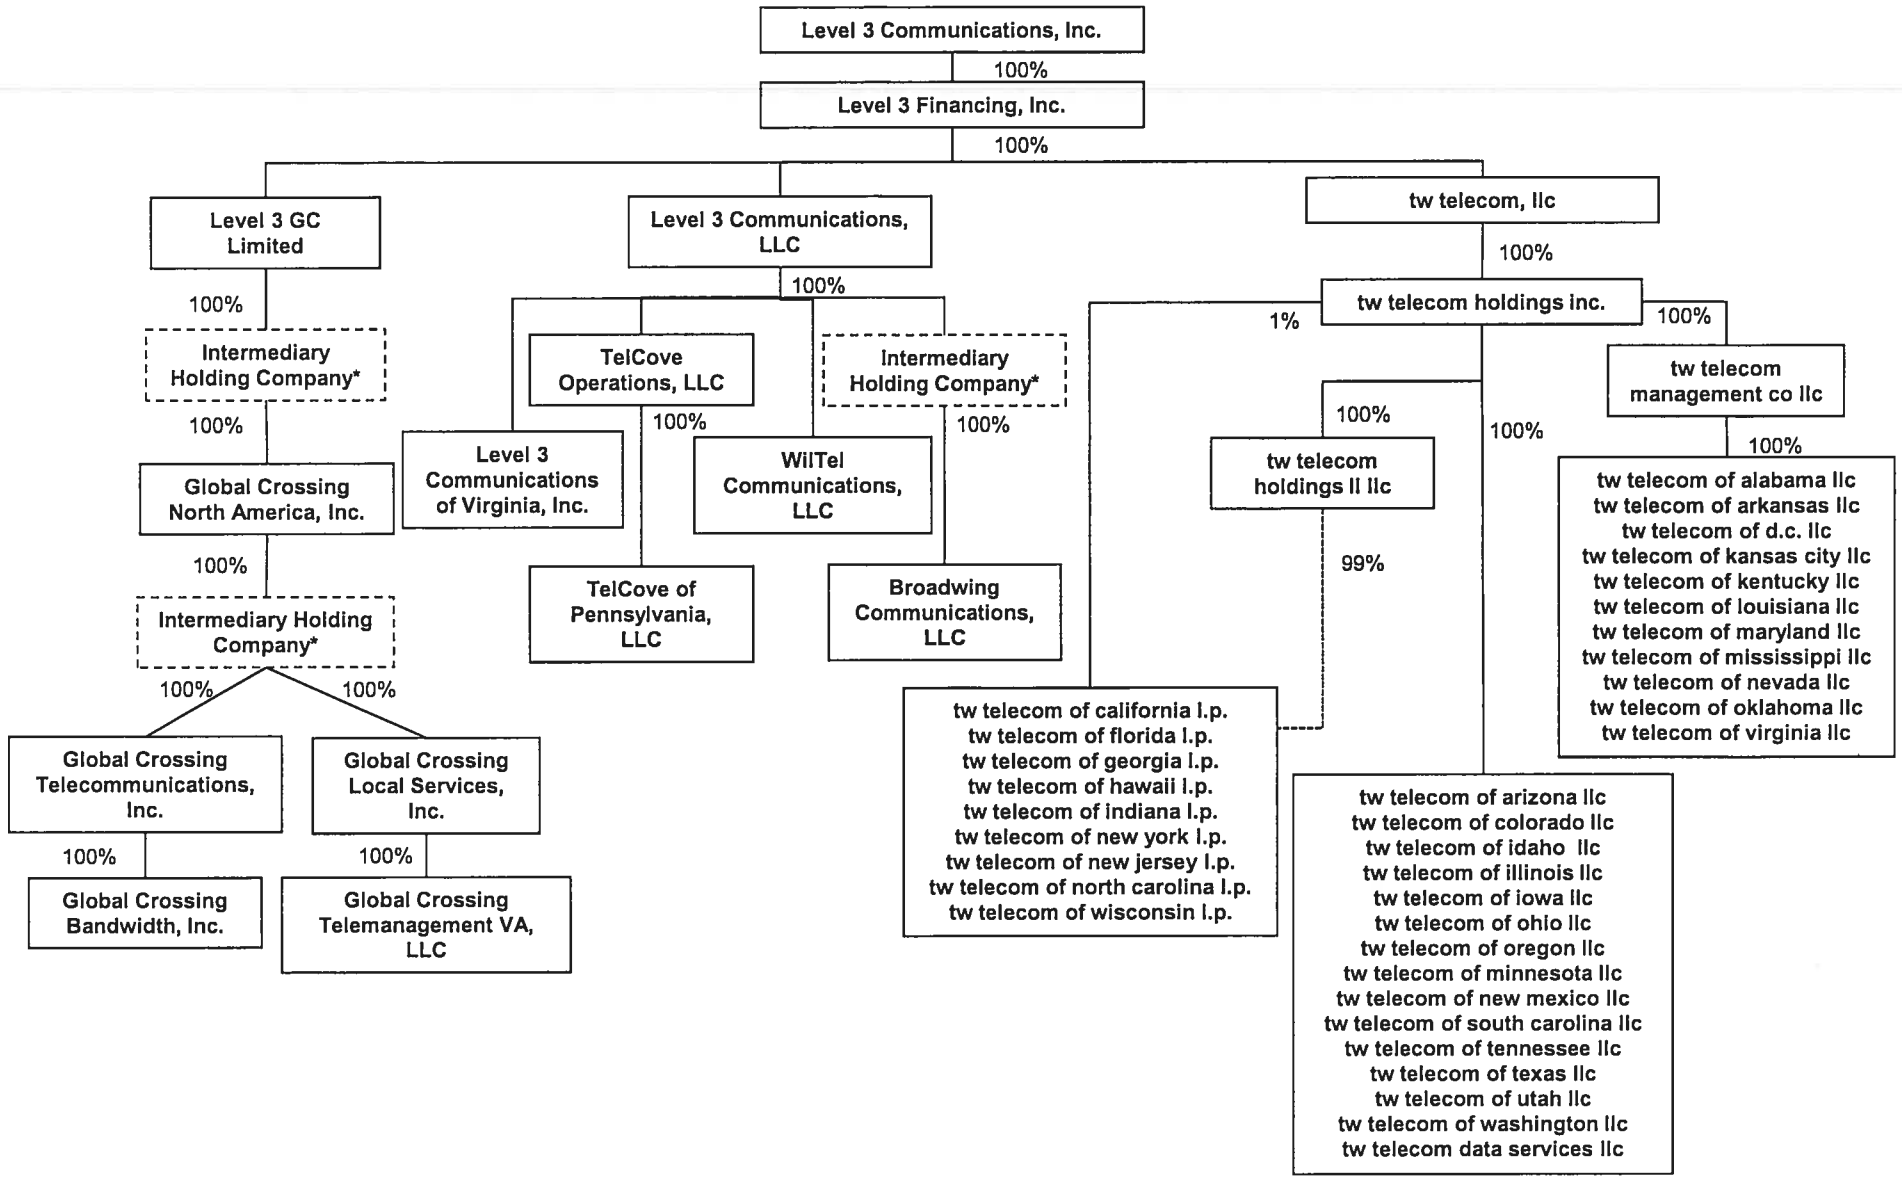 Level 3 Communications, Inc.
100%
Level 3 Financing, Inc.
100%
Level 3 GC
Limited
100%
Intermediary
Holding Company*
100%
Global Crossing
North America, Inc.
100%
Intermediary Holding
Company*
100%
100%
Global Crossing
Telecommunications,
Inc.
100%
Global Crossing
Bandwidth, Inc.
Global Crossing
Local Services,
Inc.
100%
Global Crossing
Telemanagement VA,
LLC
Level 3 Communications,
LLC
100%
Level 3
Communications
of Virginia, Inc.
TelCove
Operations, LLC
100%
TelCove of
Pennsylvania,
LLC
WilTel
Communications,
LLC
Intermediary
Holding Company*
100%
Broadwing
Communications,
LLC
tw telecom, llc
100%
tw telecom holdings inc.
1%
100%
100%
100%
tw telecom
holdings II llc
99%
tw telecom
management co llc
100%
tw telecom of california l.p.
tw telecom of florida l.p.
tw telecom of georgia l.p.
tw telecom of hawaii l.p.
tw telecom of indiana l.p.
tw telecom of new york l.p.
tw telecom of new jersey l.p.
tw telecom of north carolina l.p.
tw telecom of wisconsin l.p.
tw telecom of arizona llc
tw telecom of colorado llc
tw telecom of idaho llc
tw telecom of illinois llc
tw telecom of iowa llc
tw telecom of ohio llc
tw telecom of oregon llc
tw telecom of minnesota llc
tw telecom of new mexico llc
tw telecom of south carolina llc
tw telecom of tennessee llc
tw telecom of texas llc
tw telecom of utah llc
tw telecom of washington llc
tw telecom data services llc
tw telecom of alabama llc
tw telecom of arkansas llc
tw telecom of d.c. llc
tw telecom of kansas city llc
tw telecom of kentucky llc
tw telecom of louisiana llc
tw telecom of maryland llc
tw telecom of mississippi llc
tw telecom of nevada llc
tw telecom of oklahoma llc
tw telecom of virginia llc